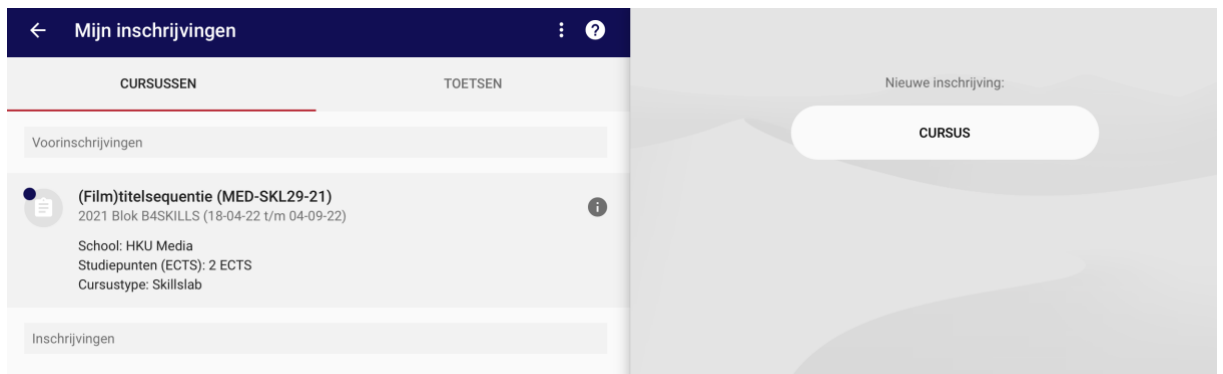 Mijn inschrijvingen
CURSUSSEN
TOETSEN
Voorinschrijvingen
(Film)titelsequentie (MED-SKL29-21)
2021 Blok B4SKILLS (18-04-22 t/m 04-09-22)
School: HKU Media
Studiepunten (ECTS): 2 ECTS
Cursustype: Skillslab
Inschrijvingen
Nieuwe inschrijving:
CURSUS